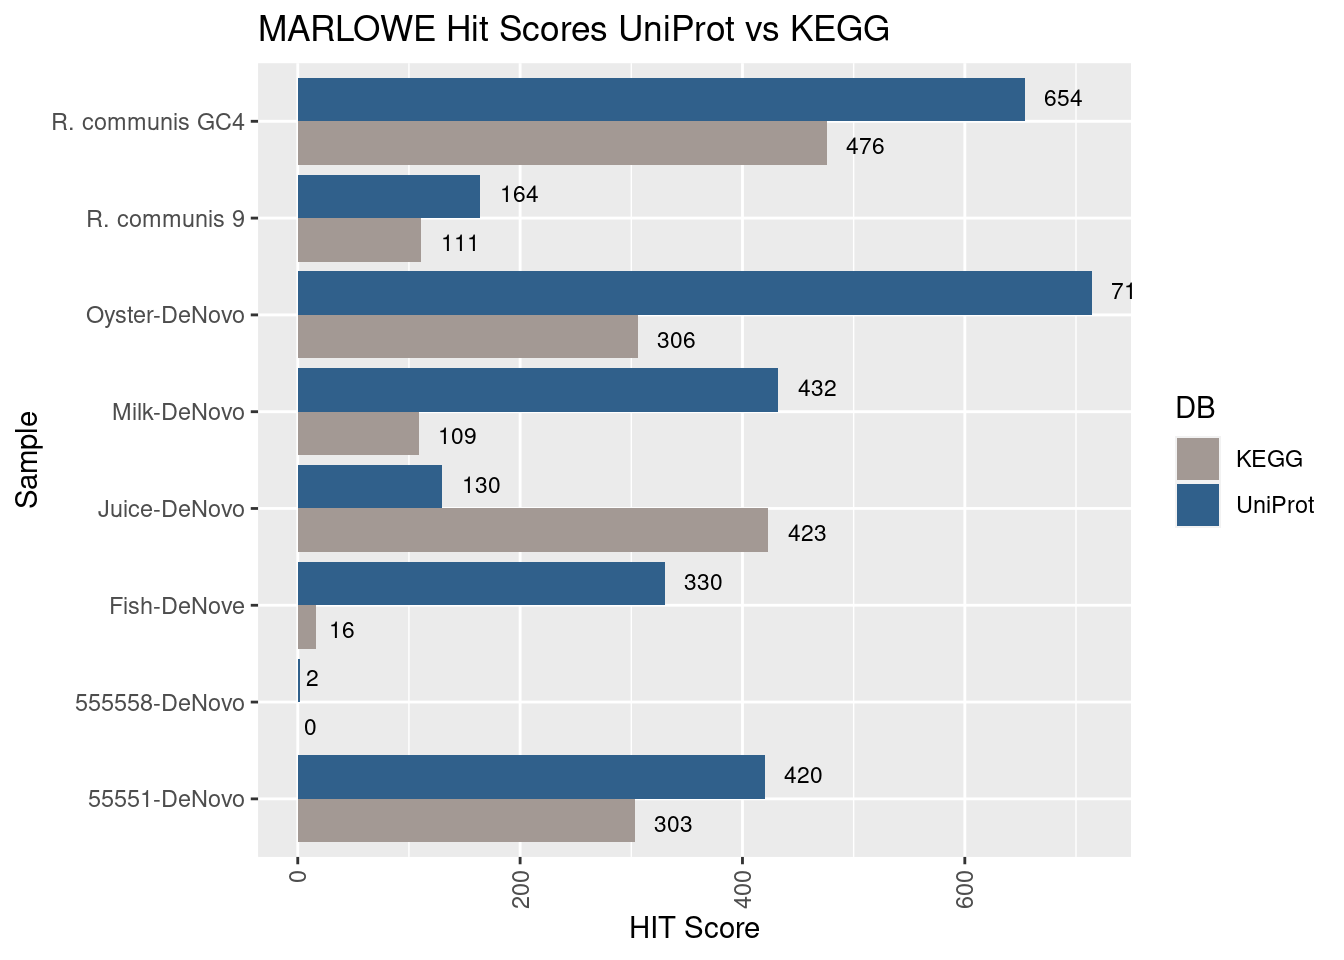 MARLOWE Hit Scores UniProt vs KEGG
R. communis GC4
654
476
R. communis 9
164
111
Oyster-DeNovo
71
306
Milk-DeNovo
432
109
Juice-DeNovo
130
423
Fish-DeNove
330
16
555558-DeNovo
2
0
55551-DeNovo
420
303
0 200 400 600
HIT Score
Sample
DB
KEGG
UniProt